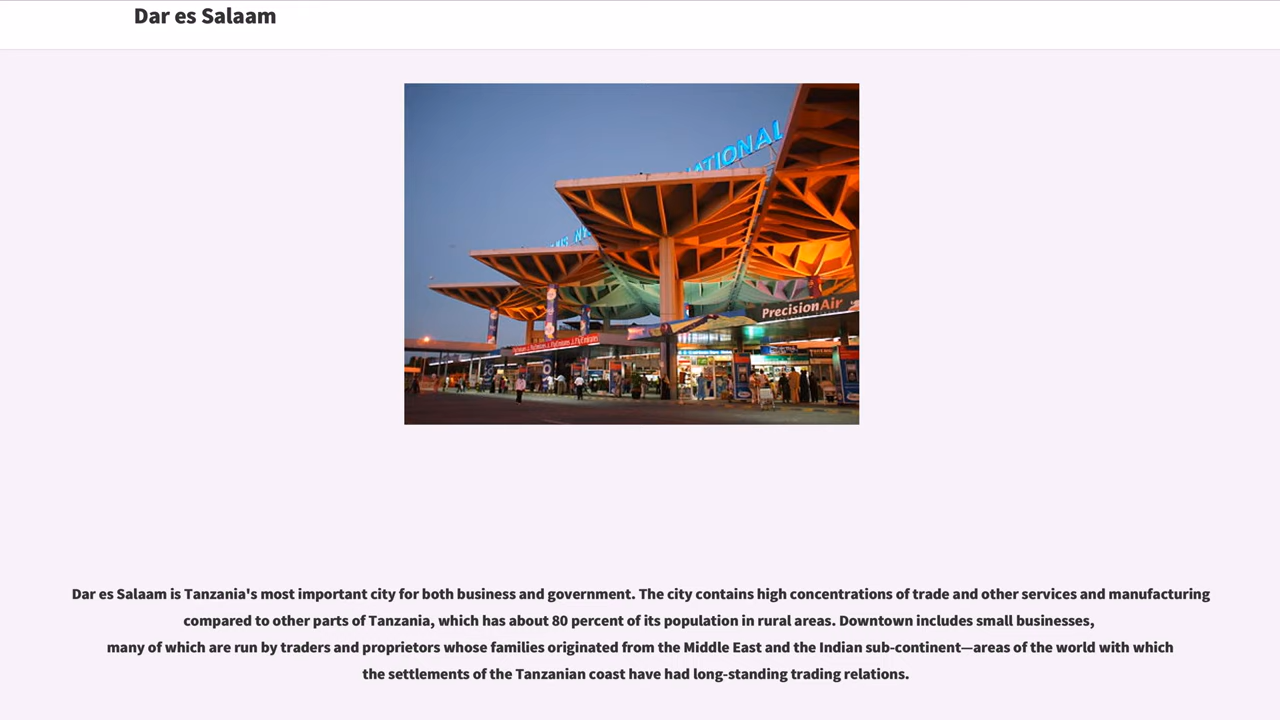 Dar es Salaam
NATIONAL
PrecisionAir
Dar es Salaam is Tanzania's most important city for both business and government. The city contains high concentrations of trade and other services and manufacturing
compared to other parts of Tanzania, which has about 80 percent of its population in rural areas. Downtown includes small businesses,
many of which are run by traders and proprietors whose families originated from the Middle East and the Indian sub-continent—areas of the world with which
the settlements of the Tanzanian coast have had long-standing trading relations.